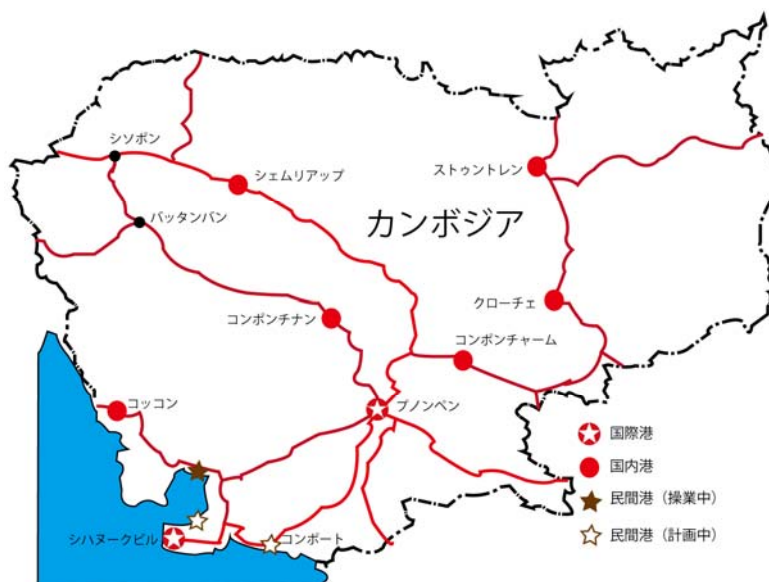 シソポン
シェムリアップ
ストゥントレン
バッタンバン
カンボジア
クローチェ
コンポンチナン
コンポンチャーム
コッコン
プノンペン
国際港
国内港
民間港（操業中）
民間港（計画中）
シハヌークビル
コンポート